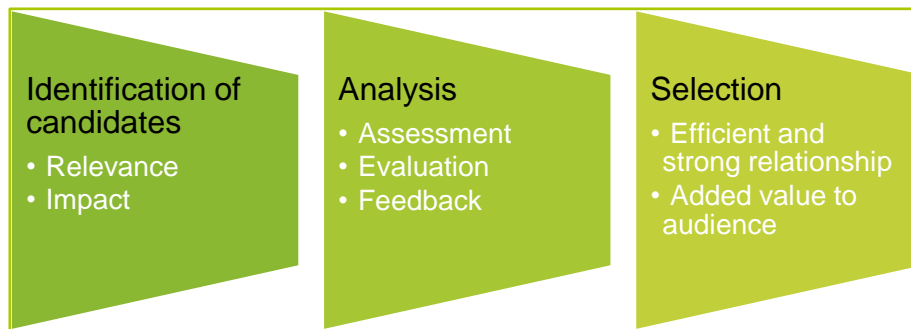 Identification of
candidates
• Relevance
• Impact
Analysis
• Assessment
• Evaluation
• Feedback
Selection
• Efficient and
strong relationship
• Added value to
audience